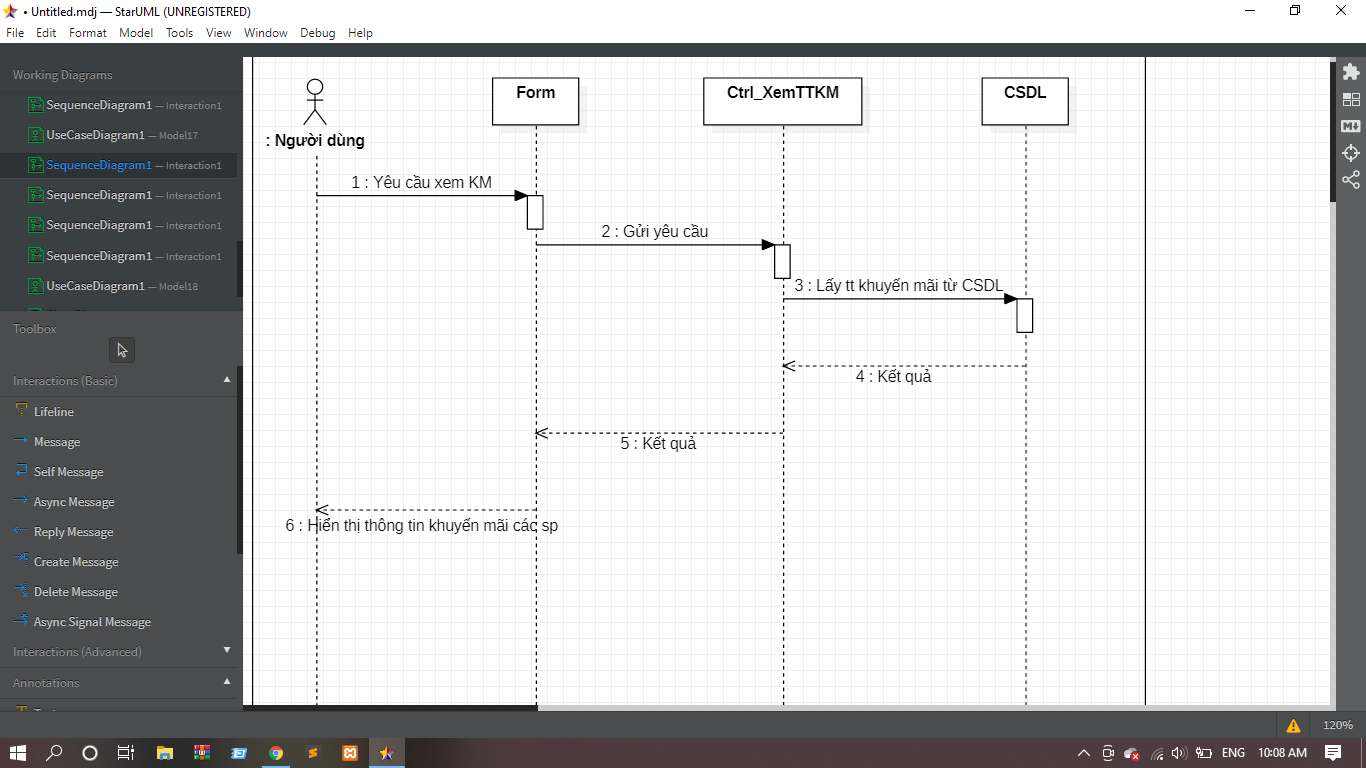 • Untitled.mdj — StarUML (UNREGISTERED)
File Edit Format Model Tools View Window Debug Help
Working Diagrams
SequenceDiagram1 — Interaction1
UseCaseDiagram1 — Model17
SequenceDiagram1 — Interaction1
SequenceDiagram1 — Interaction1
SequenceDiagram1 — Interaction1
SequenceDiagram1 — Interaction1
UseCaseDiagram1 — Model18
Toolbox
Interactions (Basic)
Lifeline
Message
Self Message
Async Message
Reply Message
Create Message
Delete Message
Async Signal Message
Interactions (Advanced)
Annotations
Form
Ctrl_XemTTKM
CSDL
: Người dùng
1 : Yêu cầu xem KM
2 : Gửi yêu cầu
3 : Lấy tt khuyến mãi từ CSDL
4 : Kết quả
5 : Kết quả
6 : Hiển thị thông tin khuyến mãi các sp
M
120%
ENG 10:08 AM